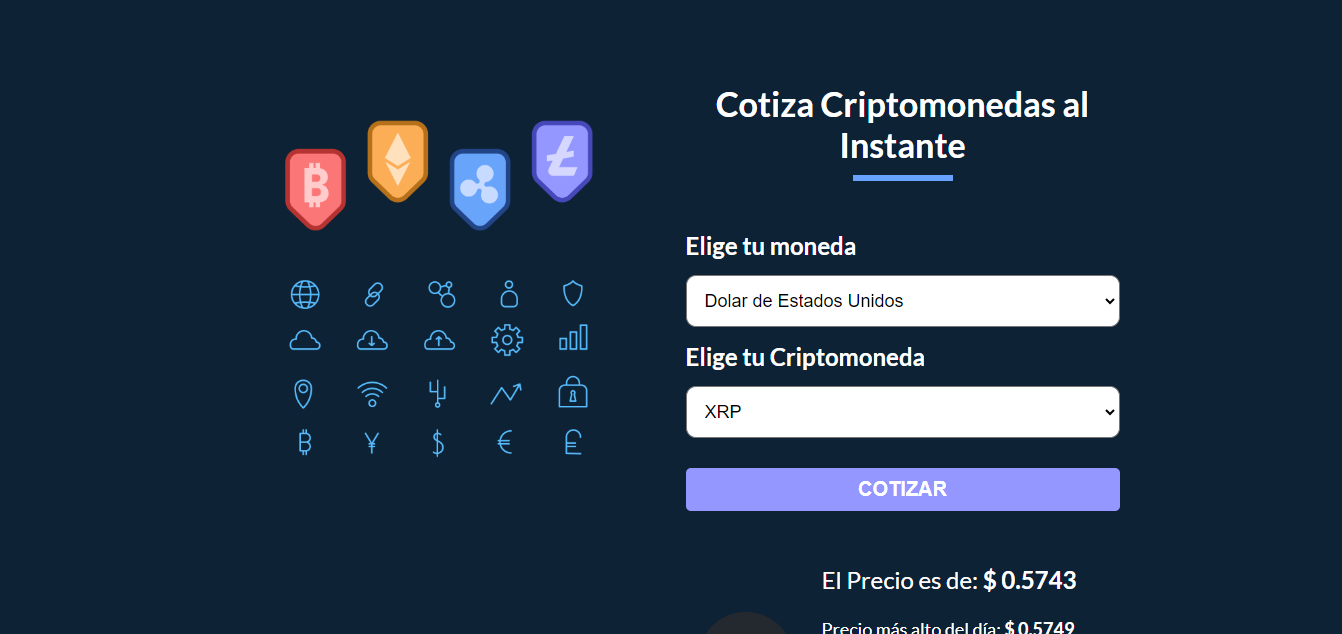 Cotiza Criptomonedas al
Instante
Elige tu moneda
Dolar de Estados Unidos
Elige tu Criptomoneda
XRP
COTIZAR
El Precio es de: $ 0.5743
Precio más alto del día: $ 0.5749